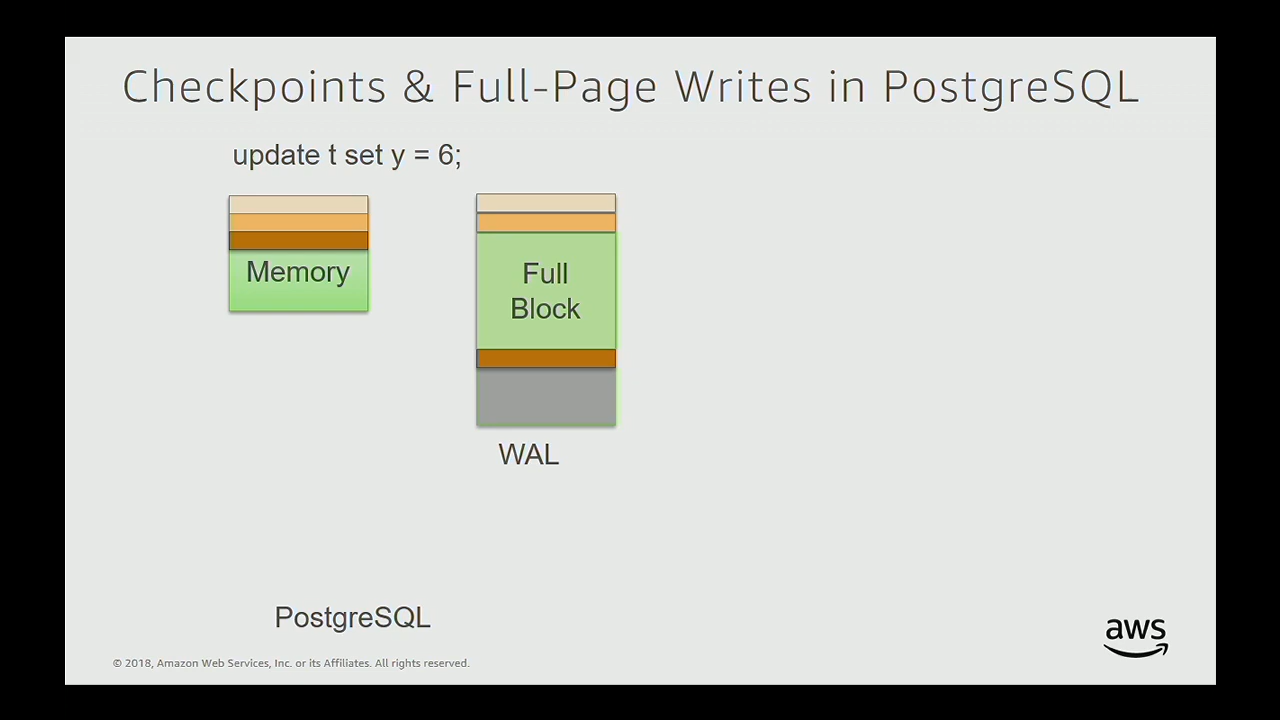 Checkpoints & Full-Page Writes in PostgreSQL
update t set y = 6;
Memory
Full
Block
WAL
PostgreSQL
© 2018, Amazon Web Services, Inc. or its Affiliates. All rights reserved.
aws